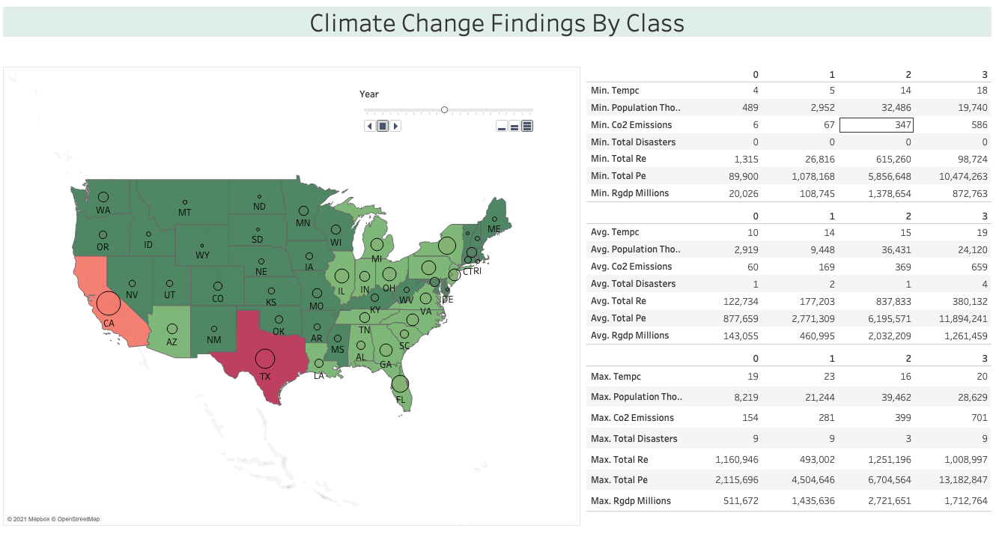 Climate Change Findings By Class
Year
WA
MT
ND
MN
OR
ID
SD
WI
ME
WY
MI
NE
IA
CT RI
NV
UT
CO
IL
IN
OH
KS
MO
WV
DE
KY
VA
CA
AZ
NM
OK
AR
TN
MS
AL
SC
GA
TX
LA
FL
© 2021 Mapbox © OpenStreetMap
0 1 2 3
Min. Tempc 4 5 14 18
Min. Population Tho.. 489 2,952 32,486 19,740
Min. Co2 Emissions 6 67 347 586
Min. Total Disasters 0 0 0 0
Min. Total Re 1,315 26,816 615,260 98,724
Min. Total Pe 89,900 1,078,168 5,856,648 10,474,263
Min. Rgdp Millions 20,026 108,745 1,378,654 872,763
0 1 2 3
Avg. Tempc 10 14 15 19
Avg. Population Tho.. 2,919 9,448 36,431 24,120
Avg. Co2 Emissions 60 169 369 659
Avg. Total Disasters 1 2 1 4
Avg. Total Re 122,734 177,203 837,833 380,132
Avg. Total Pe 877,659 2,771,309 6,195,571 11,894,241
Avg. Rgdp Millions 143,055 460,995 2,032,209 1,261,459
0 1 2 3
Max. Tempc 19 23 16 20
Max. Population Tho.. 8,219 21,244 39,462 28,629
Max. Co2 Emissions 154 281 399 701
Max. Total Disasters 9 9 3 9
Max. Total Re 1,160,946 493,002 1,251,196 1,008,997
Max. Total Pe 2,115,696 4,504,646 6,704,564 13,182,847
Max. Rgdp Millions 511,672 1,435,636 2,721,651 1,712,764